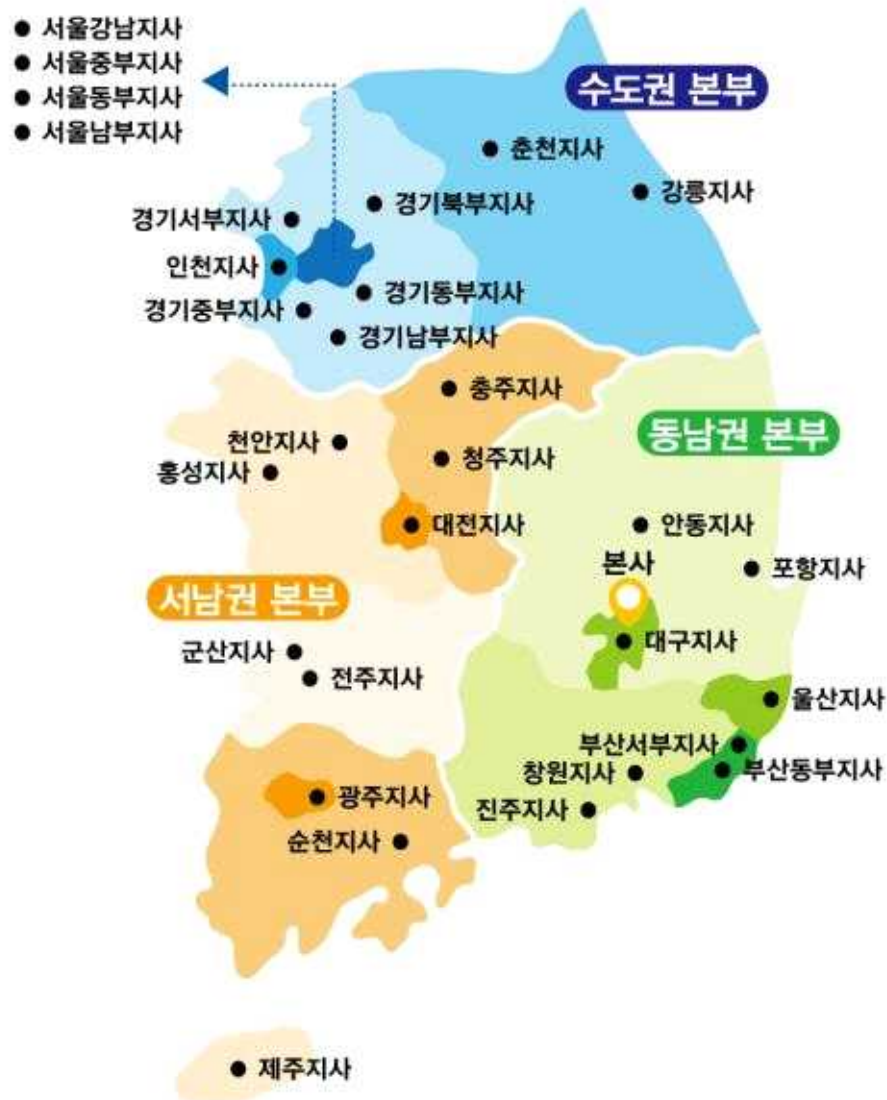 서울강남지사
서울중부지사
서울동부지사
서울남부지사
수도권 본부
춘천지사
강릉지사
경기북부지사
경기서부지사
인천지사
경기동부지사
경기중부지사
경기남부지사
충주지사
동남권 본부
천안지사
청주지사
홍성지사
대전지사
안동지사
본사
포항지사
서남권 본부
대구지사
군산지사
전주지사
울산지사
부산서부지사
창원지사
부산동부지사
광주지사
진주지사
순천지사
제주지사